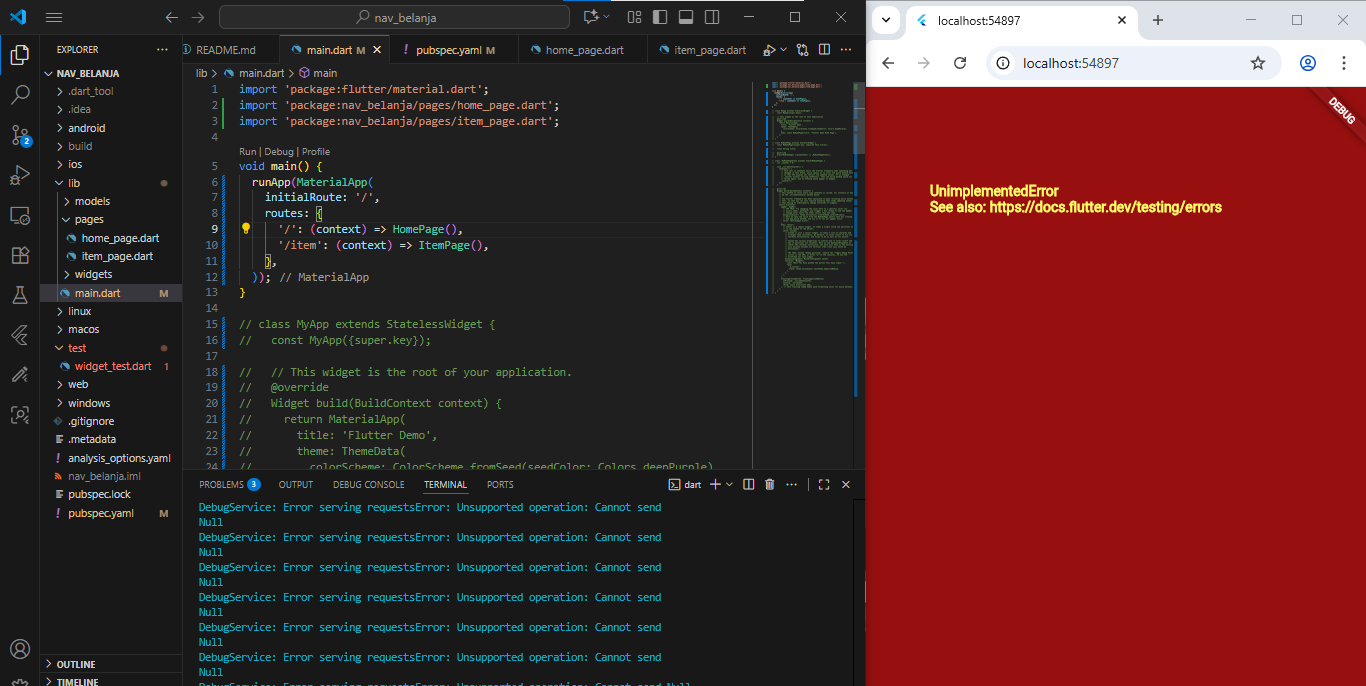 nav_belanja
localhost:54897
localhost:54897
EXPLORER
README.md
main.dart M
pubspec.yaml M
home_page.dart
item_page.dart
NAV_BELANJA
.dart_tool
.idea
android
build
ios
lib
models
pages
home_page.dart
item_page.dart
widgets
main.dart M
linux
macos
test
widget_test.dart 1
web
windows
.gitignore
.metadata
analysis_options.yaml
nav_belanja.iml
pubspec.lock
pubspec.yaml M
OUTLINE
TIMELINE
2
lib > main.dart > main
1 import 'package:flutter/material.dart';
2 import 'package:nav_belanja/pages/home_page.dart';
3 import 'package:nav_belanja/pages/item_page.dart';
4
Run | Debug | Profile
5 void main() {
6 runApp(MaterialApp(
7 initialRoute: '/',
8 routes: {
9 '/': (context) => HomePage(),
10 '/item': (context) => ItemPage(),
11 },
12 )); // MaterialApp
13 }
14
15 // class MyApp extends StatelessWidget {
16 //   const MyApp({super.key});
17
18 //   // This widget is the root of your application.
19 //   @override
20 //   Widget build(BuildContext context) {
21 //     return MaterialApp(
22 //       title: 'Flutter Demo',
23 //       theme: ThemeData(
24 //         colorScheme: ColorScheme.fromSeed(seedColor: Colors.deepPurple)
PROBLEMS 3 OUTPUT DEBUG CONSOLE TERMINAL PORTS
dart
DebugService: Error serving requestsError: Unsupported operation: Cannot send
Null
DebugService: Error serving requestsError: Unsupported operation: Cannot send
Null
DebugService: Error serving requestsError: Unsupported operation: Cannot send
Null
DebugService: Error serving requestsError: Unsupported operation: Cannot send
Null
DebugService: Error serving requestsError: Unsupported operation: Cannot send
Null
DebugService: Error serving requestsError: Unsupported operation: Cannot send
Null
DebugService: Error serving requestsError: Unsupported operation: Cannot send Null
DEBUG
UnimplementedError
See also: https://docs.flutter.dev/testing/errors